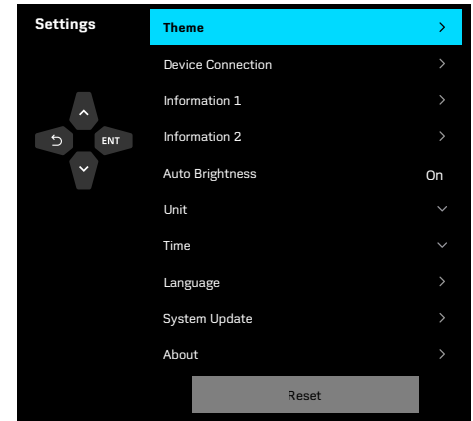 Settings
Theme
Device Connection
Information 1
Information 2
ENT
Auto Brightness On
Unit
Time
Language
System Update
About
Reset